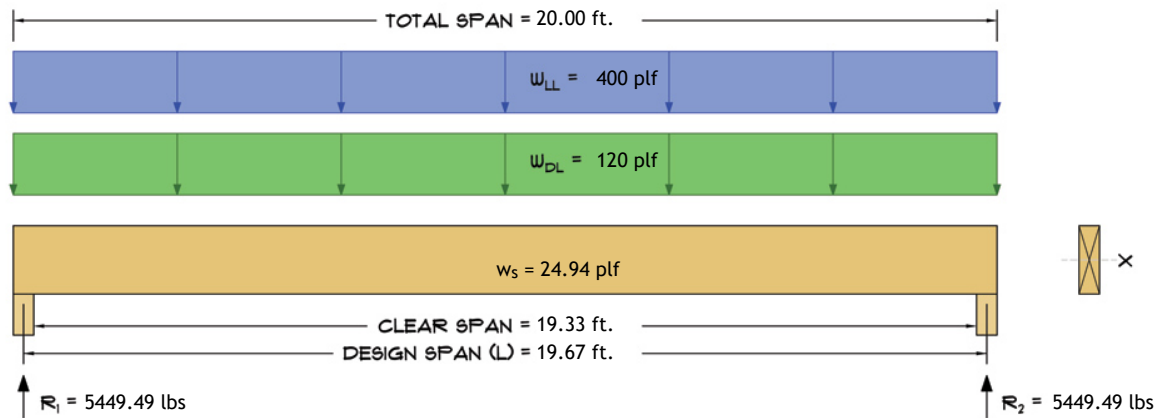 TOTAL SPAN = 20.00 ft.
wLL = 400 plf
wDL = 120 plf
ws = 24.94 plf
X
CLEAR SPAN = 19.33 ft.
DESIGN SPAN (L) = 19.67 ft.
R1 = 5449.49 lbs
R2 = 5449.49 lbs